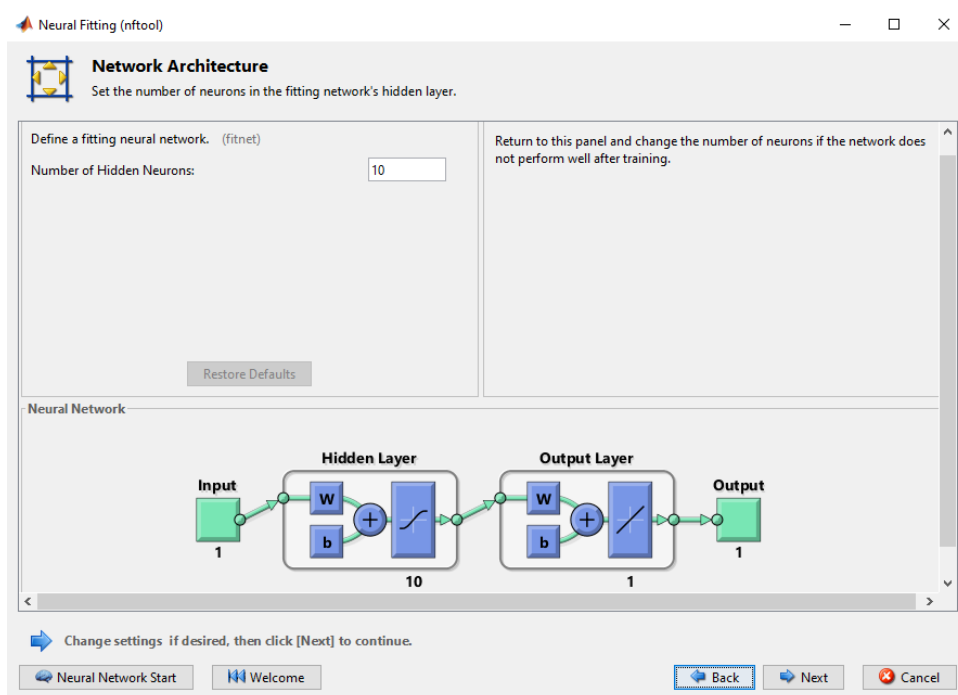 Neural Fitting (nftool)
Network Architecture
Set the number of neurons in the fitting network's hidden layer.
Define a fitting neural network. (fitnet)
Number of Hidden Neurons: 10
Return to this panel and change the number of neurons if the network does
not perform well after training.
Restore Defaults
Neural Network
Hidden Layer
Output Layer
Input
Output
W
b
W
b
1
10
1
1
Change settings if desired, then click [Next] to continue.
Neural Network Start
Welcome
Back
Next
Cancel